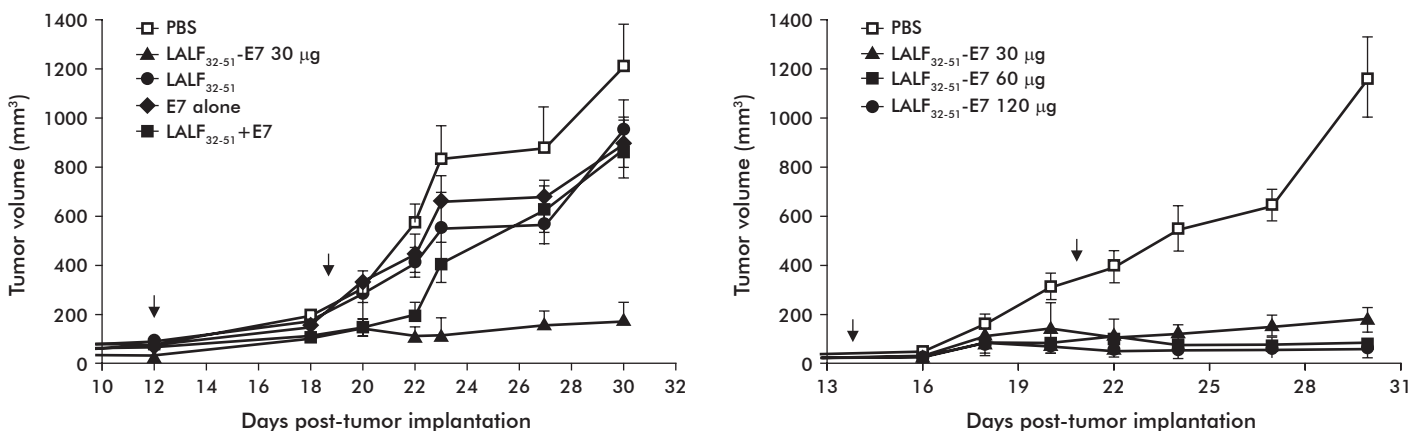 1400
1200
1000
800
600
400
200
0
Tumor volume (mm³)
PBS
LALF₃₂₋₅₁-E7 30 µg
LALF₃₂₋₅₁
E7 alone
LALF₃₂₋₅₁+E7
10 12 14 16 18 20 22 24 26 28 30 32
Days post-tumor implantation
1400
1200
1000
800
600
400
200
0
Tumor volume (mm³)
PBS
LALF₃₂₋₅₁-E7 30 µg
LALF₃₂₋₅₁-E7 60 µg
LALF₃₂₋₅₁-E7 120 µg
13 16 19 22 25 28 31
Days post-tumor implantation